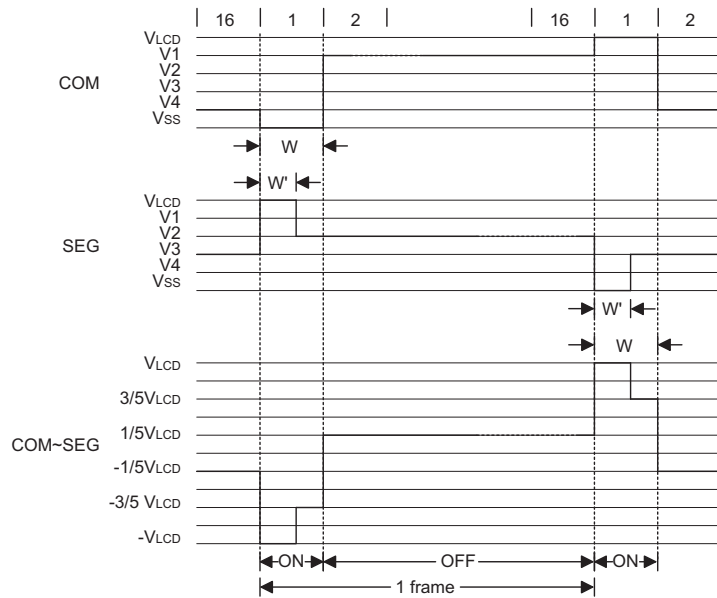 16 1 2 16 1 2
VLCD
V1
V2
V3
V4
VSS
COM
W
W'
VLCD
V1
V2
V3
V4
VSS
SEG
W'
W
VLCD
3/5VLCD
1/5VLCD
-1/5VLCD
-3/5 VLCD
-VLCD
COM~SEG
ON OFF ON
1 frame